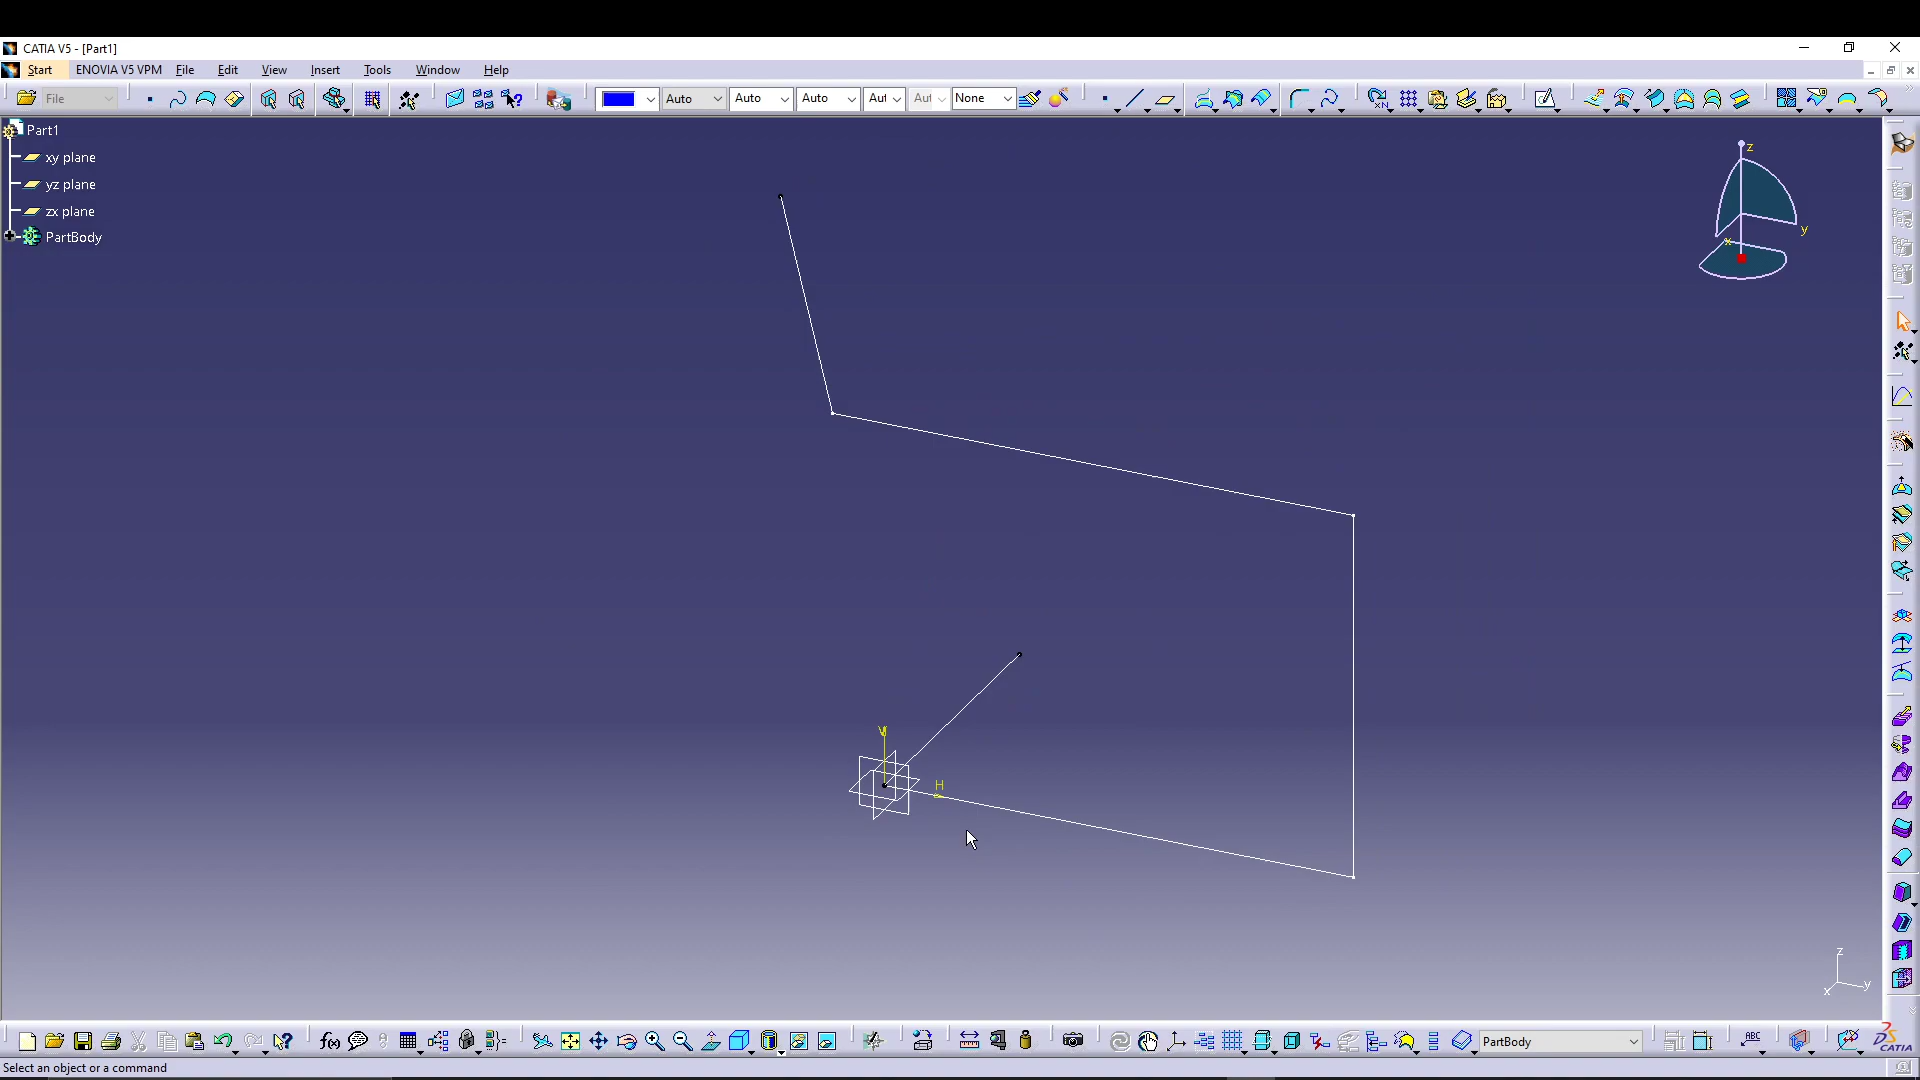 CATIA V5 - [Part1]
Start ENOVIA V5 VPM File Edit View Insert Tools Window Help
File Auto Auto Auto Aut Aut None
Part1
xy plane
yz plane
zx plane
PartBody
z
y
x
V
H
z
y
x
PartBody
CATIA
Select an object or a command